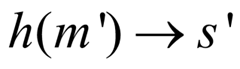 h(m') → s'